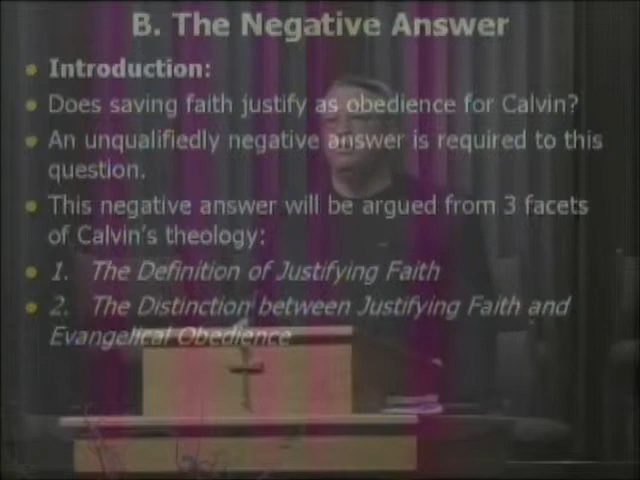 B. The Negative Answer
Introduction:
Does saving faith justify as obedience for Calvin?
An unqualifiedly negative answer is required to this
question.
This negative answer will be argued from 3 facets
of Calvin's theology:
1. The Definition of Justifying Faith
2. The Distinction between Justifying Faith and
Evangelical Obedience